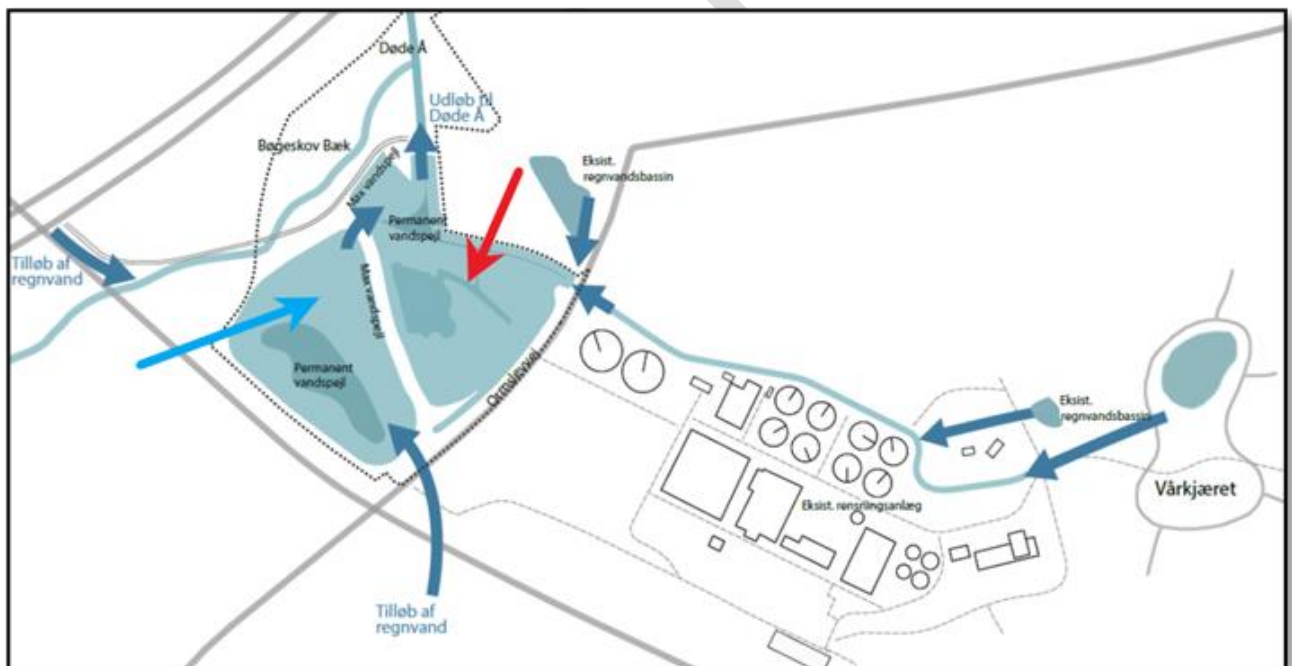 Døde Å
Udløb til
Døde Å
Bøgeskov Bæk
Max vandspejl
Eksist.
regnvandsbassin
Permanent
vandspejl
Tilløb af
regnvand
Max vandspejl
Permanent
vandspejl
Ormslevvej
Eksist.
regnvandsbassin
Vårkjæret
Eksist. rensriingsanlæg
Tilløb af
regnvand